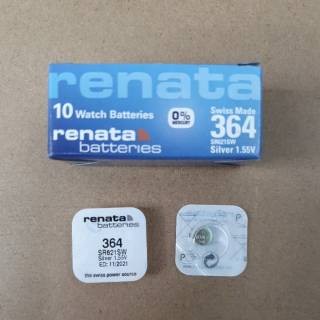 renata
10 Watch Batteries
0%
MERCURY
Swiss Made
364
SR621SW
Silver 1.55V
renata
batteries
renata
batteries
364
SR621SW
Silver 1.55V
ED: 11/2021
the swiss power source
P
P